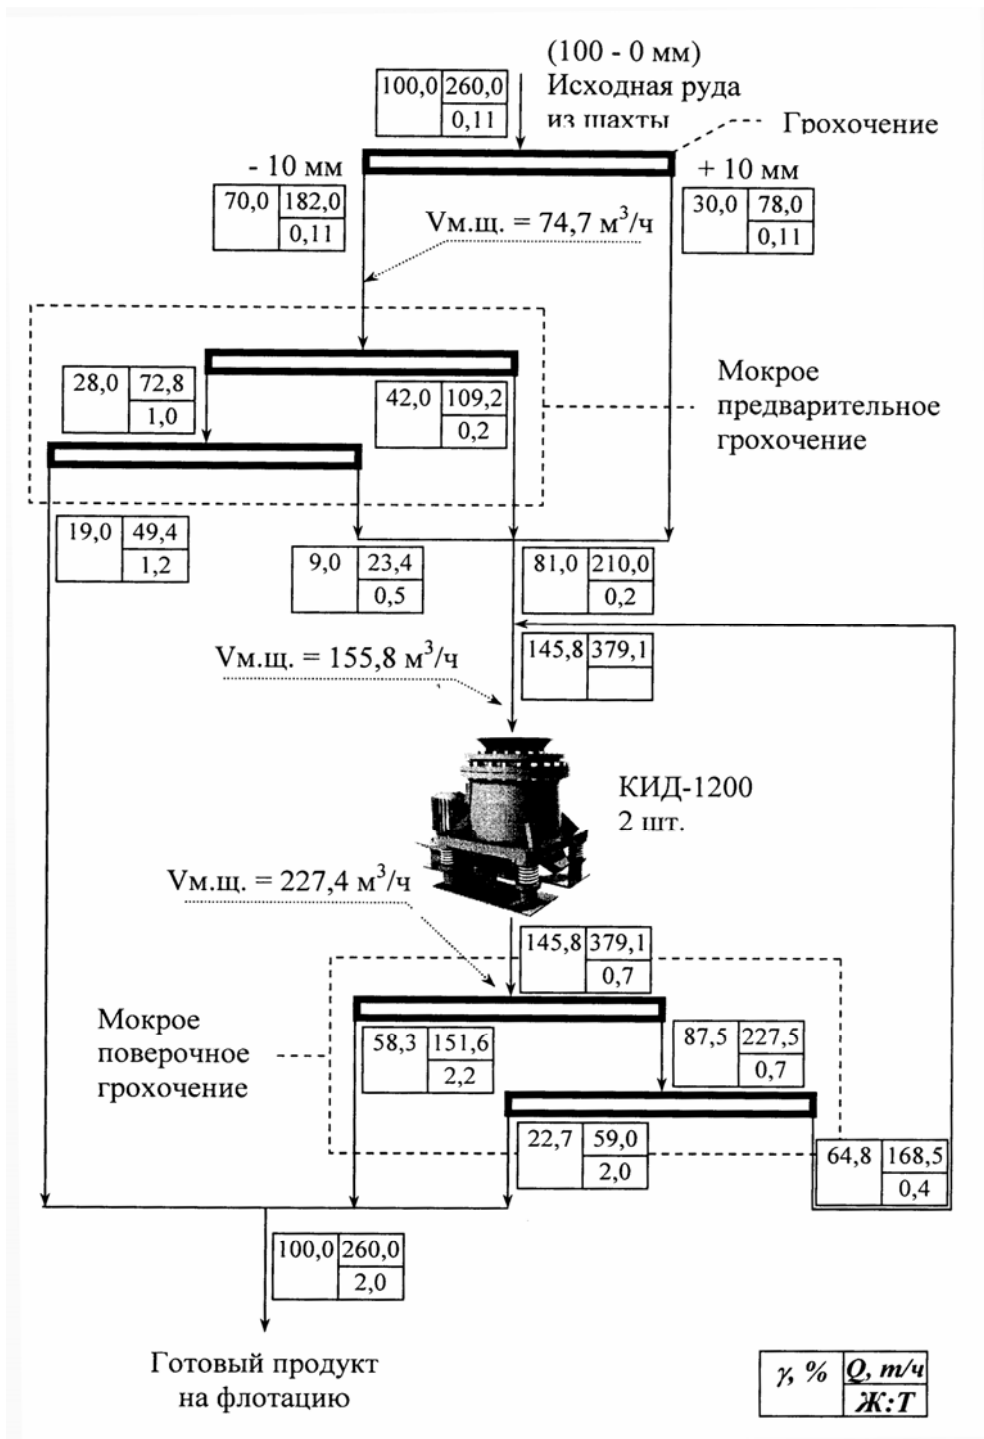 (100 - 0 мм)
Исходная руда
из шахты
100,0 260,0
0,11
Грохочение
- 10 мм
70,0 182,0
0,11
+ 10 мм
30,0 78,0
0,11
Vм.щ. = 74,7 м³/ч
28,0 72,8
1,0
42,0 109,2
0,2
Мокрое
предварительное
грохочение
19,0 49,4
1,2
9,0 23,4
0,5
81,0 210,0
0,2
145,8 379,1
Vм.щ. = 155,8 м³/ч
КИД-1200
2 шт.
Vм.щ. = 227,4 м³/ч
145,8 379,1
0,7
Мокрое
поверочное
грохочение
58,3 151,6
2,2
87,5 227,5
0,7
22,7 59,0
2,0
64,8 168,5
0,4
100,0 260,0
2,0
Готовый продукт
на флотацию
γ, % Q, т/ч
Ж:Т